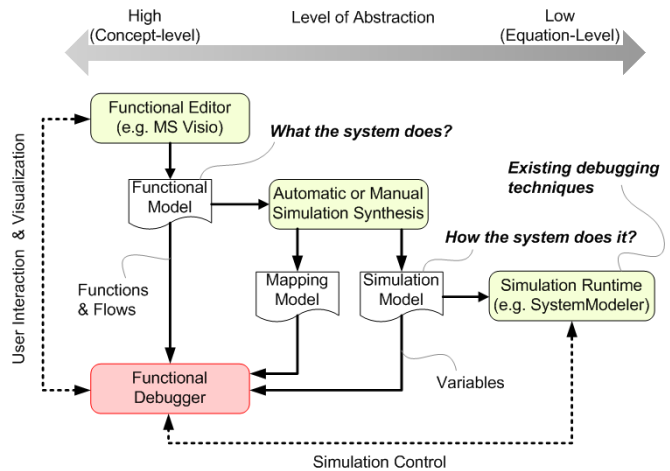 High
(Concept-level)
Level of Abstraction
Low
(Equation-Level)
Functional Editor
(e.g. MS Visio)
What the system does?
Existing debugging
techniques
Functional
Model
Automatic or Manual
Simulation Synthesis
How the system does it?
User Interaction & Visualization
Functions
& Flows
Mapping
Model
Simulation
Model
Simulation Runtime
(e.g. SystemModeler)
Functional
Debugger
Variables
Simulation Control